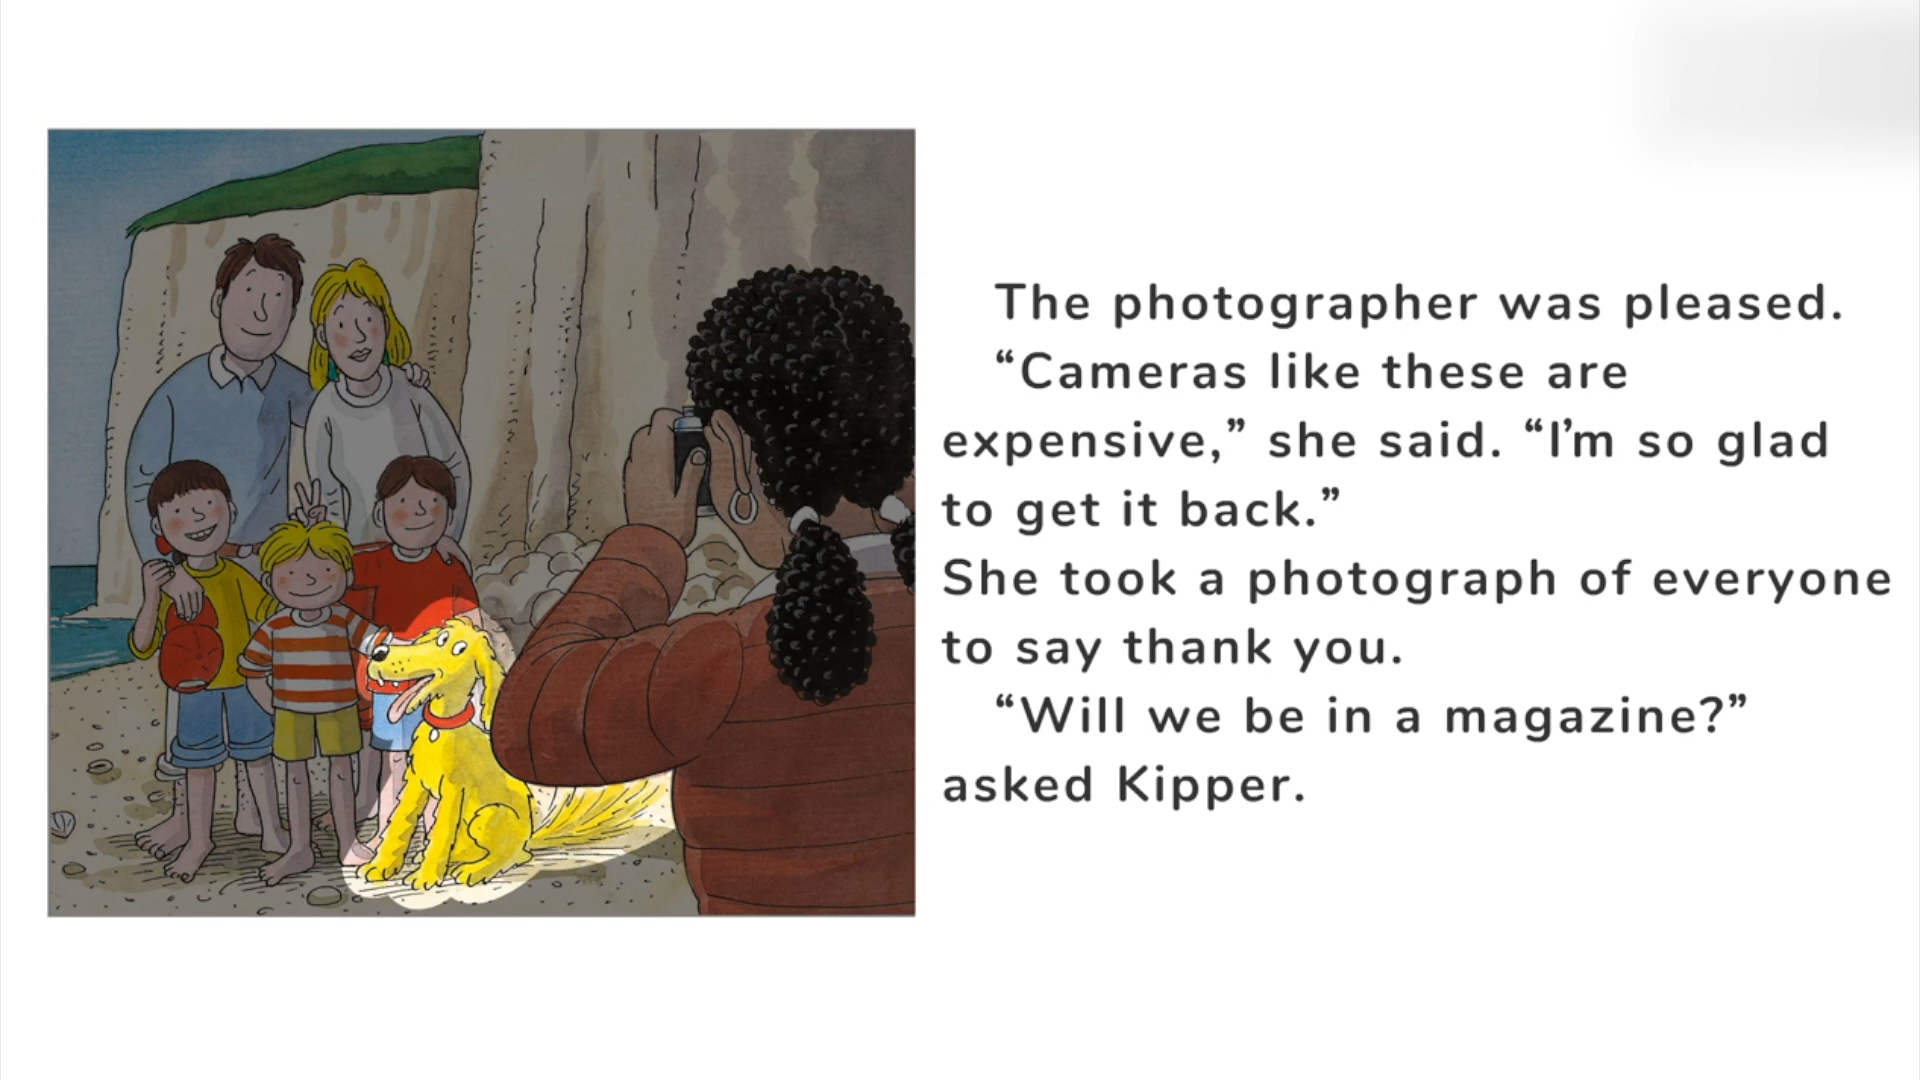 The photographer was pleased.
“Cameras like these are
expensive,” she said. “I’m so glad
to get it back.”
She took a photograph of everyone
to say thank you.
“Will we be in a magazine?”
asked Kipper.